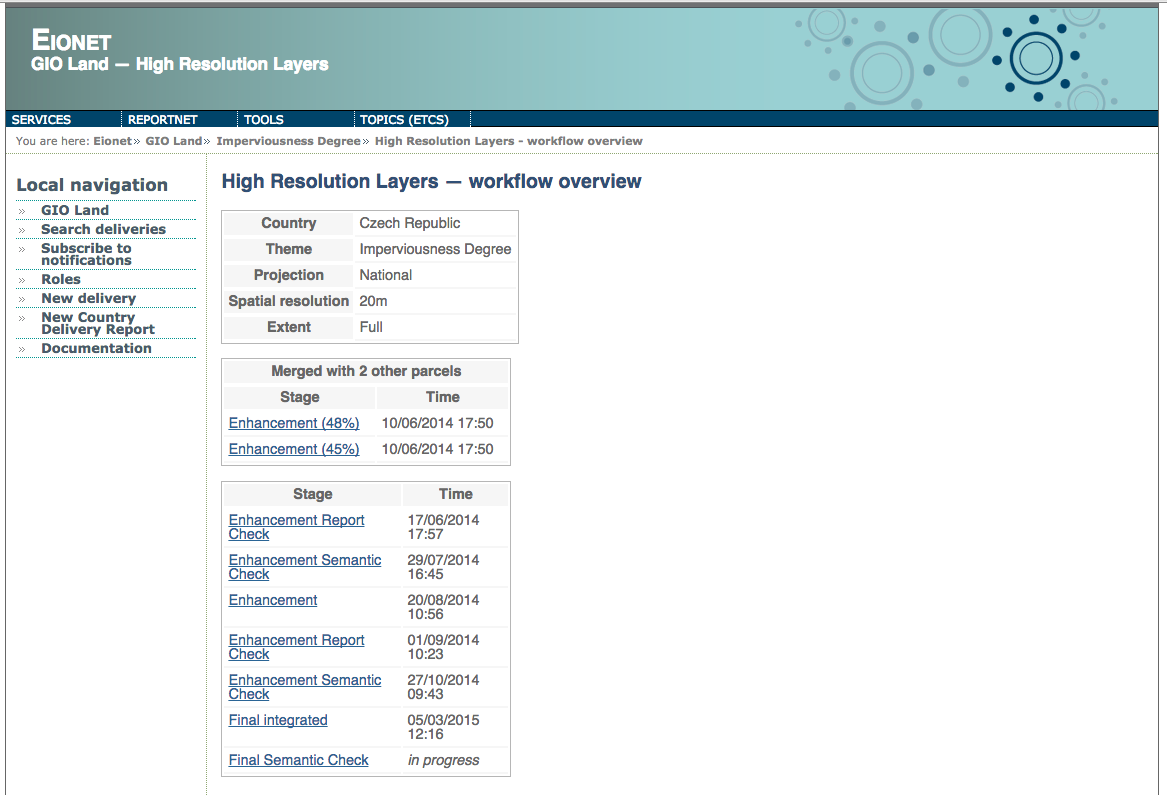 EIONET
GIO Land — High Resolution Layers
SERVICES REPORTNET TOOLS TOPICS (ETCS)
You are here: Eionet» GIO Land» Imperviousness Degree» High Resolution Layers - workflow overview
Local navigation
» GIO Land
» Search deliveries
» Subscribe to
notifications
» Roles
» New delivery
» New Country
Delivery Report
» Documentation
High Resolution Layers — workflow overview
Country Czech Republic
Theme Imperviousness Degree
Projection National
Spatial resolution 20m
Extent Full
Merged with 2 other parcels
Stage Time
Enhancement (48%) 10/06/2014 17:50
Enhancement (45%) 10/06/2014 17:50
Stage Time
Enhancement Report 17/06/2014
Check 17:57
Enhancement Semantic 29/07/2014
Check 16:45
Enhancement 20/08/2014
10:56
Enhancement Report 01/09/2014
Check 10:23
Enhancement Semantic 27/10/2014
Check 09:43
Final integrated 05/03/2015
12:16
Final Semantic Check in progress